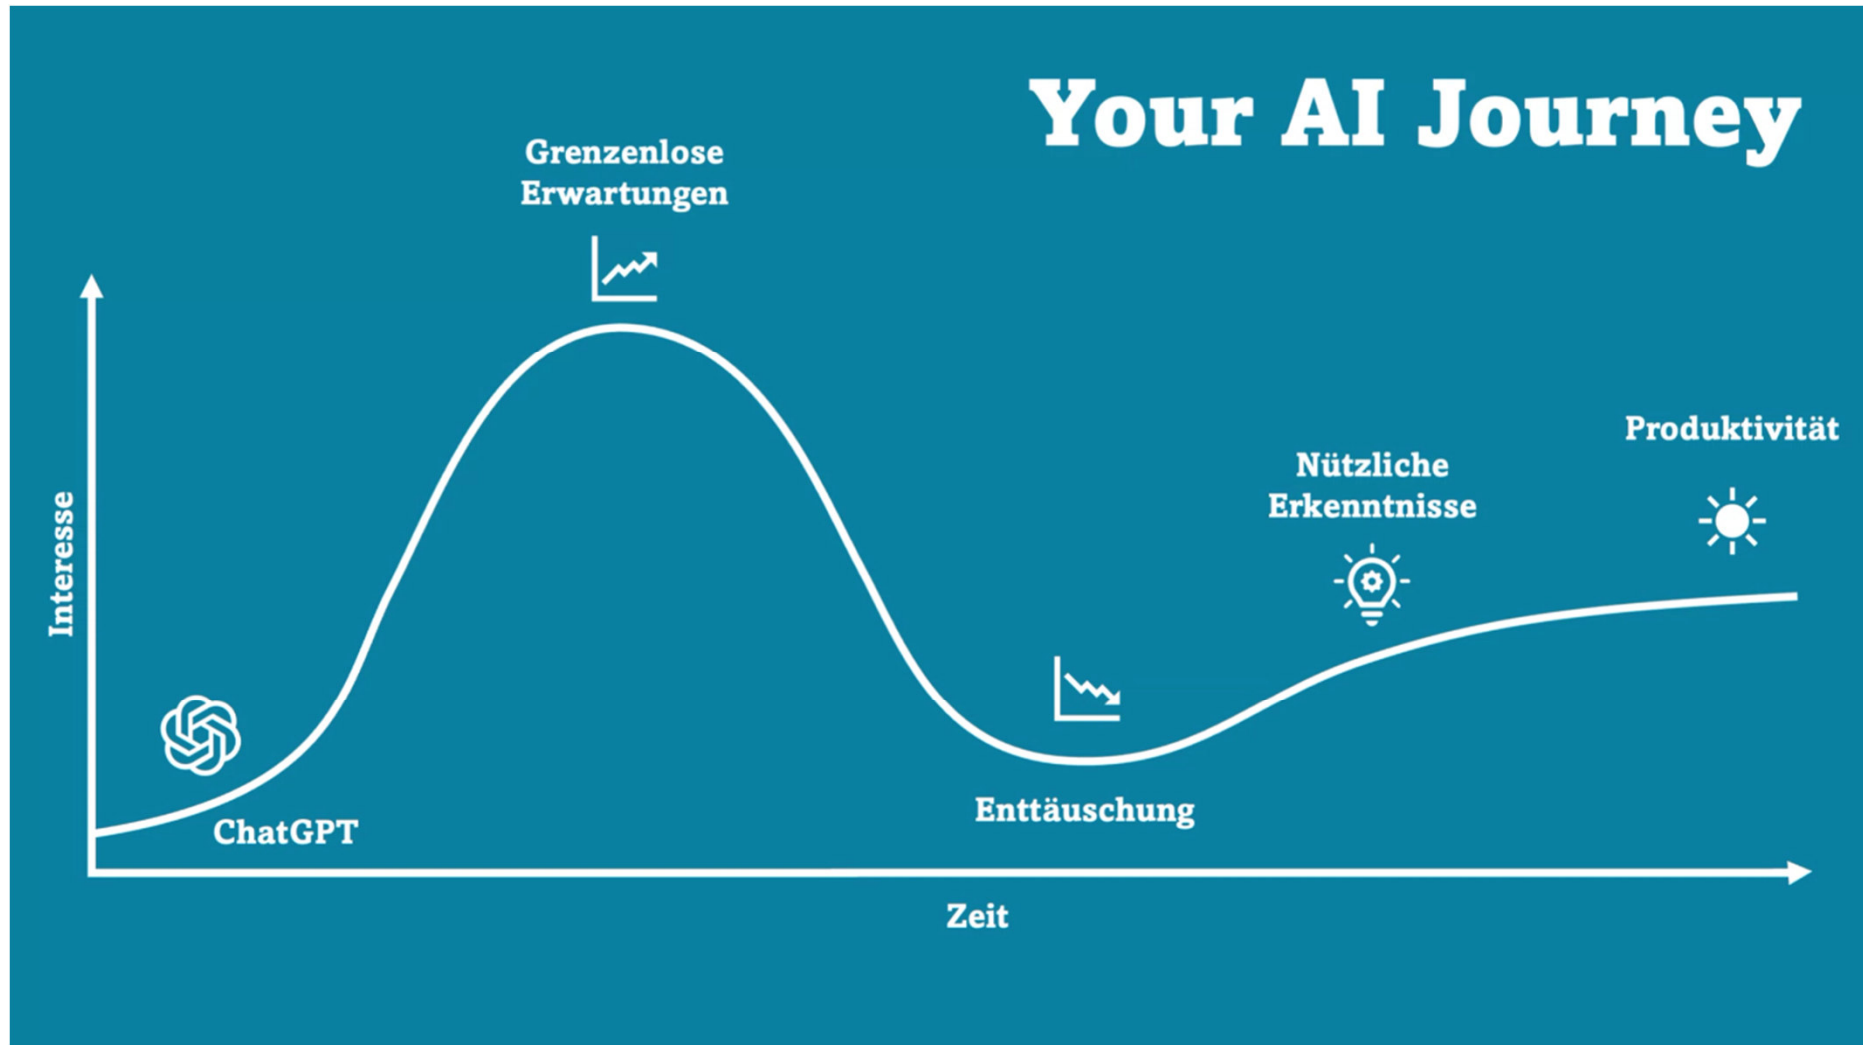 Your AI Journey
Grenzenlose
Erwartungen
Produktivität
Nützliche
Erkenntnisse
Interesse
ChatGPT
Enttäuschung
Zeit